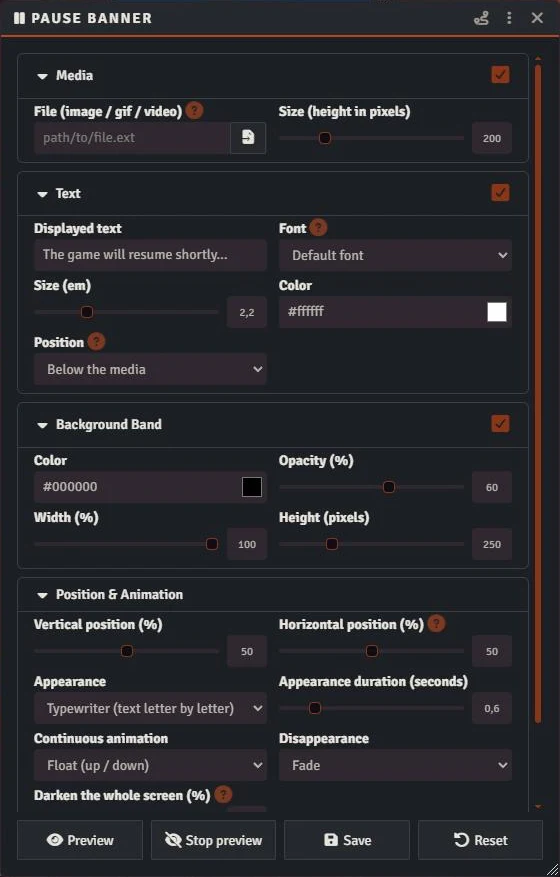 PAUSE BANNER
Media
File (image / gif / video) ? Size (height in pixels)
path/to/file.ext 200
Text
Displayed text Font ?
The game will resume shortly... Default font
Size (em) Color
2,2 #ffffff
Position ?
Below the media
Background Band
Color Opacity (%)
#000000 60
Width (%) Height (pixels)
100 250
Position & Animation
Vertical position (%) Horizontal position (%) ?
50 50
Appearance Appearance duration (seconds)
Typewriter (text letter by letter) 0,6
Continuous animation Disappearance
Float (up / down) Fade
Darken the whole screen (%) ?
Preview Stop preview Save Reset